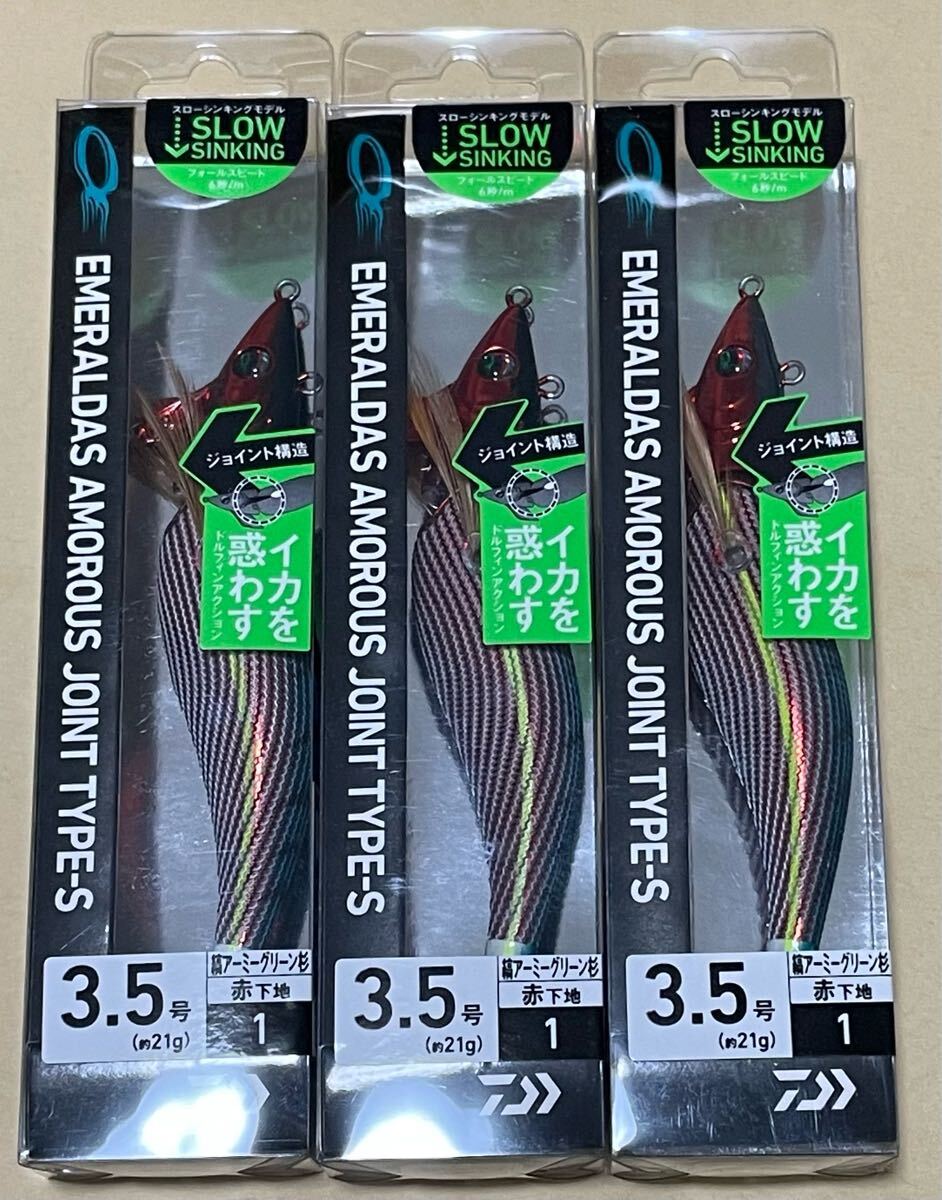 スローシンキングモデル
SLOW
SINKING
フォールスピード
6秒/m
EMERALDAS AMOROUS JOINT TYPE-S
ジョイント構造
イカを
惑わす
ドルフィンアクション
3.5号
(約21g)
縞アーミーグリーン杉
赤下地
1
スローシンキングモデル
SLOW
SINKING
フォールスピード
6秒/m
EMERALDAS AMOROUS JOINT TYPE-S
ジョイント構造
イカを
惑わす
ドルフィンアクション
3.5号
(約21g)
縞アーミーグリーン杉
赤下地
1
スローシンキングモデル
SLOW
SINKING
フォールスピード
6秒/m
EMERALDAS AMOROUS JOINT TYPE-S
ジョイント構造
イカを
惑わす
ドルフィンアクション
3.5号
(約21g)
縞アーミーグリーン杉
赤下地
1